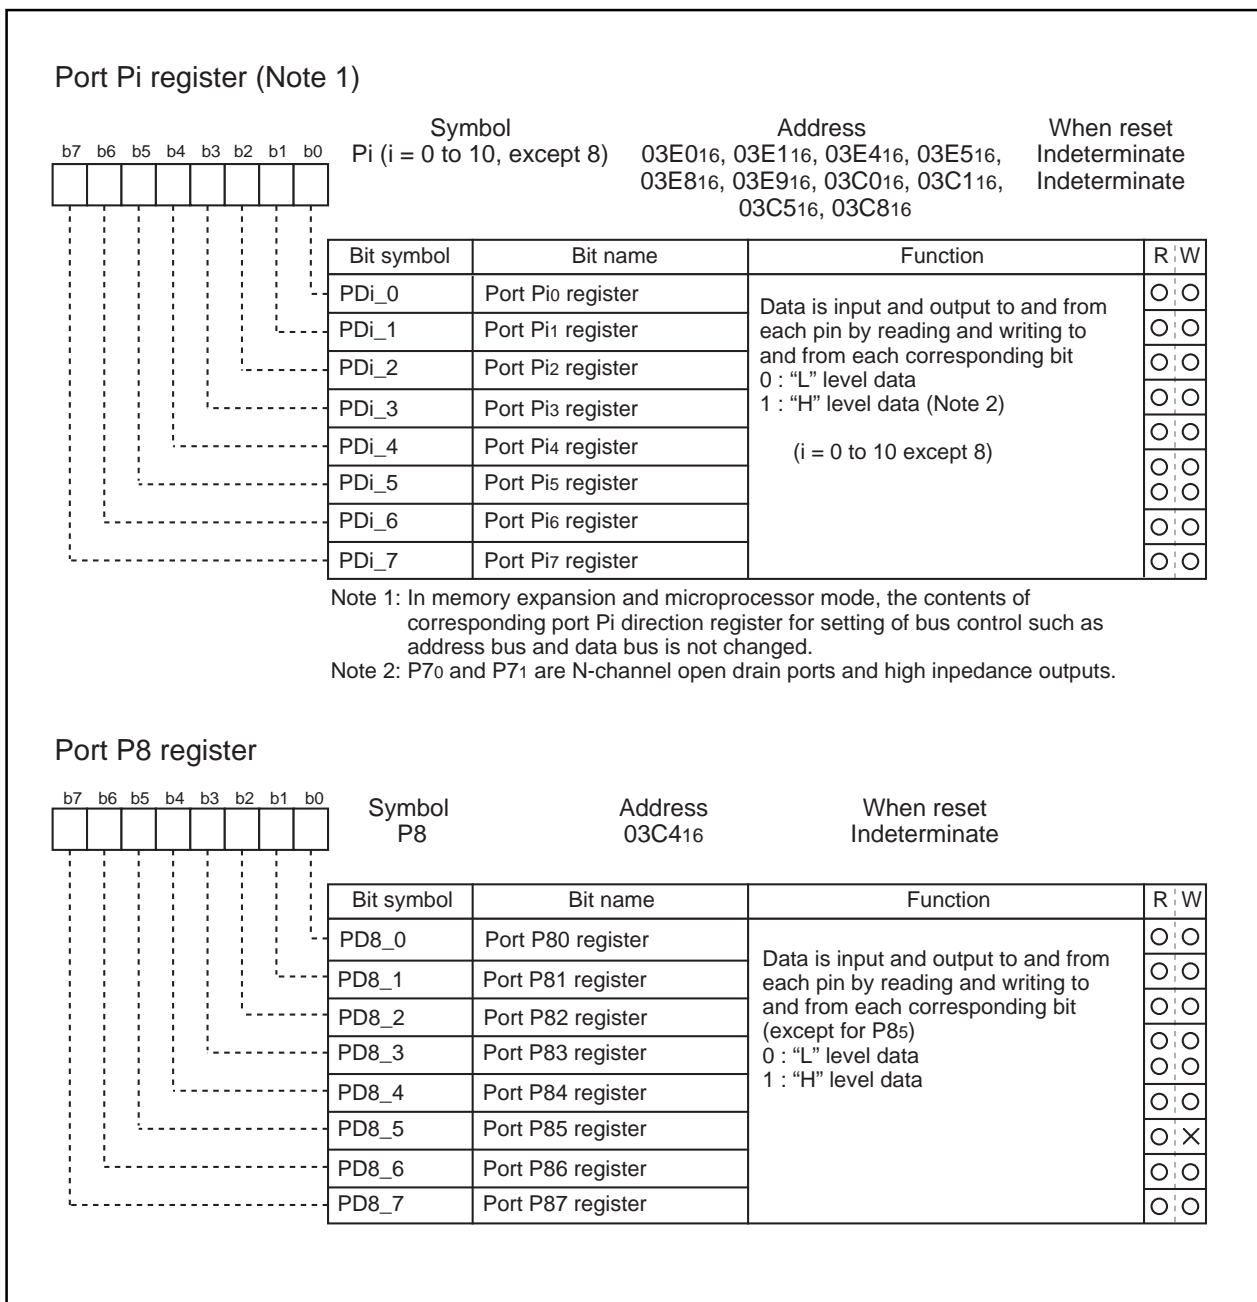 Port Pi register (Note 1)
Symbol Address When reset
b7 b6 b5 b4 b3 b2 b1 b0 Pi (i = 0 to 10, except 8) 03E016, 03E116, 03E416, 03E516, Indeterminate
03E816, 03E916, 03C016, 03C116, Indeterminate
03C516, 03C816
Bit symbol Bit name Function R W
PDi_0 Port Pi0 register
Data is input and output to and from
PDi_1 Port Pi1 register each pin by reading and writing to
and from each corresponding bit
PDi_2 Port Pi2 register
0 : “L” level data
PDi_3 Port Pi3 register 1 : “H” level data (Note 2)
PDi_4 Port Pi4 register (i = 0 to 10 except 8)
PDi_5 Port Pi5 register
PDi_6 Port Pi6 register
PDi_7 Port Pi7 register
Note 1: In memory expansion and microprocessor mode, the contents of
corresponding port Pi direction register for setting of bus control such as
address bus and data bus is not changed.
Note 2: P70 and P71 are N-channel open drain ports and high inpedance outputs.
Port P8 register
b7 b6 b5 b4 b3 b2 b1 b0
Symbol Address When reset
P8 03C416 Indeterminate
Bit symbol Bit name Function R W
PD8_0 Port P80 register
Data is input and output to and from
PD8_1 Port P81 register each pin by reading and writing to
and from each corresponding bit
PD8_2 Port P82 register
(except for P85)
PD8_3 Port P83 register 0 : “L” level data
1 : “H” level data
PD8_4 Port P84 register
PD8_5 Port P85 register
PD8_6 Port P86 register
PD8_7 Port P87 register